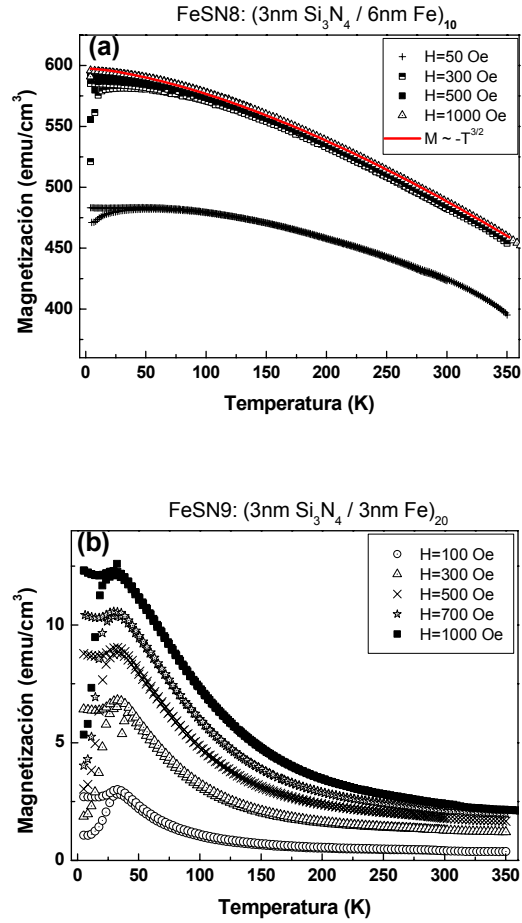 FeSN8: (3nm Si₃N₄ / 6nm Fe)₁₀
(a)
H=50 Oe
H=300 Oe
H=500 Oe
H=1000 Oe
M ~ -T³ᐟ²
600
550
500
450
400
Magnetización (emu/cm³)
0 50 100 150 200 250 300 350
Temperatura (K)
FeSN9: (3nm Si₃N₄ / 3nm Fe)₂₀
(b)
H=100 Oe
H=300 Oe
H=500 Oe
H=700 Oe
H=1000 Oe
10
5
0
Magnetización (emu/cm³)
0 50 100 150 200 250 300 350
Temperatura (K)